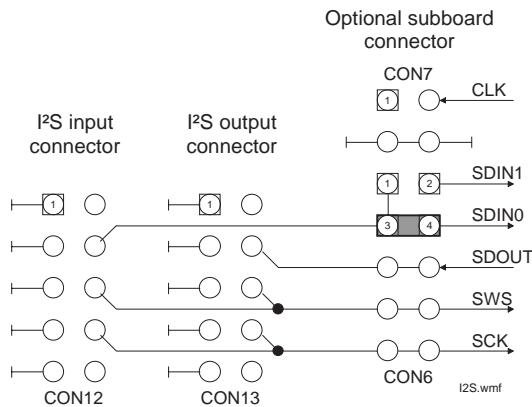 Optional subboard
connector
CON7
1
CLK
I²S input
connector
I²S output
connector
1
2
SDIN1
1
1
3
4
SDIN0
SDOUT
SWS
SCK
CON12
CON13
CON6
I2S.wmf